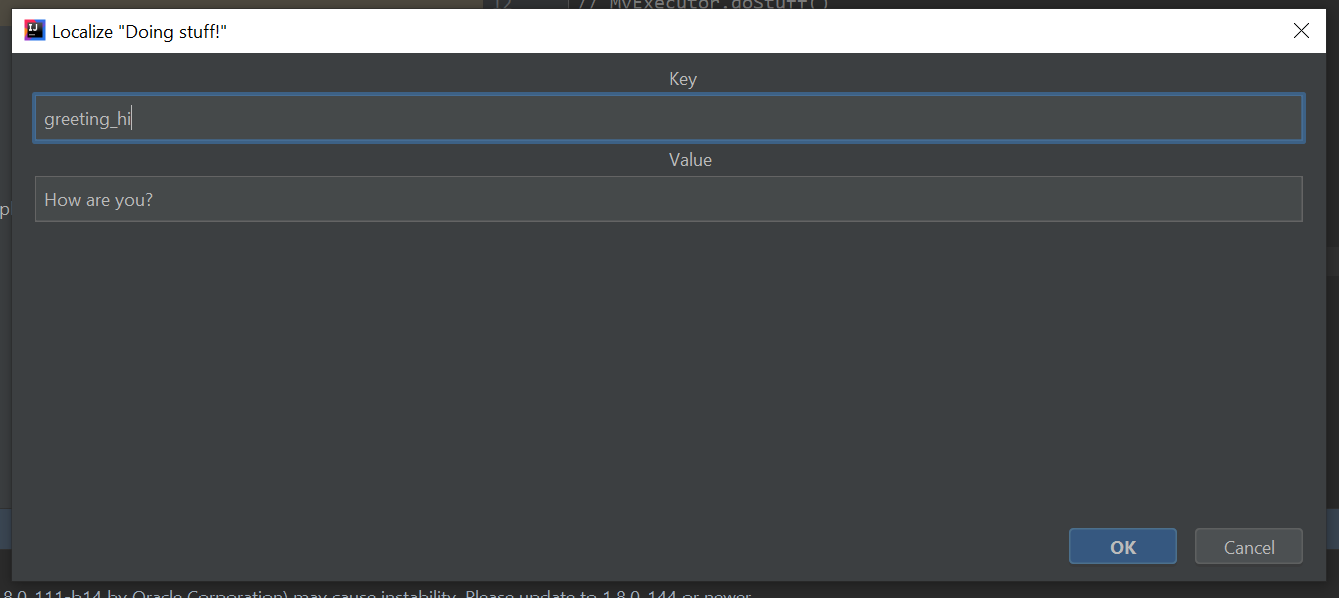 12 // MyExecutor.doStuff()
IJ
Localize "Doing stuff!"
Key
greeting_hi
Value
How are you?
p
OK
Cancel
8.0_111-b14 by Oracle Corporation) may cause instability. Please update to 1.8.0_144 or newer